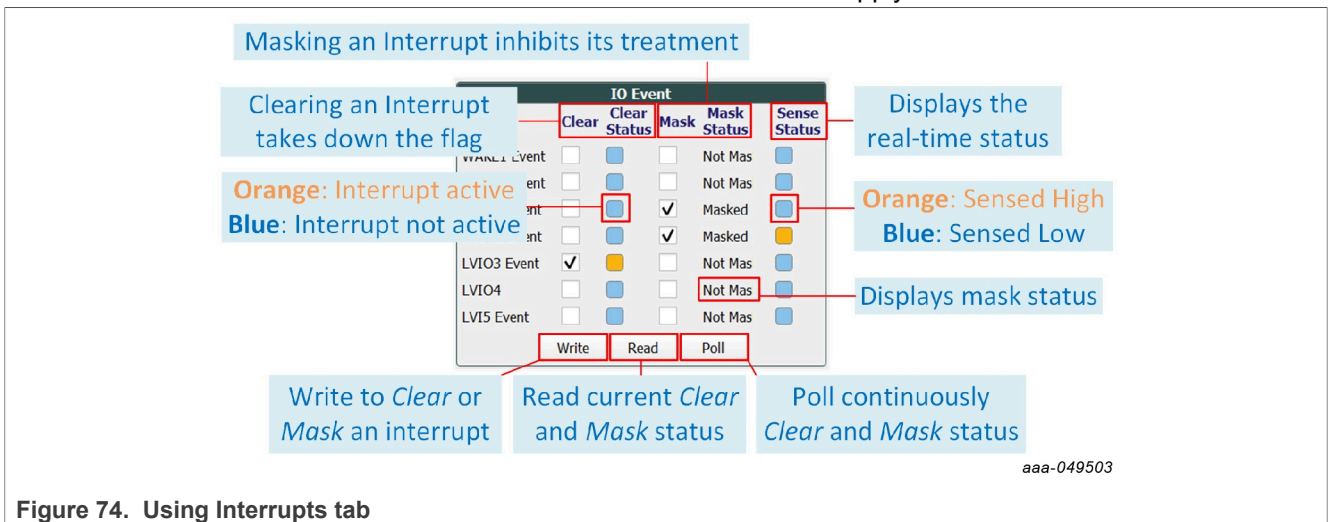 Masking an Interrupt inhibits its treatment
IO Event
Clear Clear Status Mask Mask Status Sense Status
Clearing an Interrupt
takes down the flag
Displays the
real-time status
Event Not Mas
ent Not Mas
Orange: Interrupt active
Blue: Interrupt not active
ent Masked
Event Masked
Orange: Sensed High
Blue: Sensed Low
LVIO3 Event Not Mas
LVIO4 Not Mas
Displays mask status
LVI5 Event Not Mas
Write Read Poll
Write to Clear or
Mask an interrupt
Read current Clear
and Mask status
Poll continuously
Clear and Mask status
aaa-049503
Figure 74. Using Interrupts tab